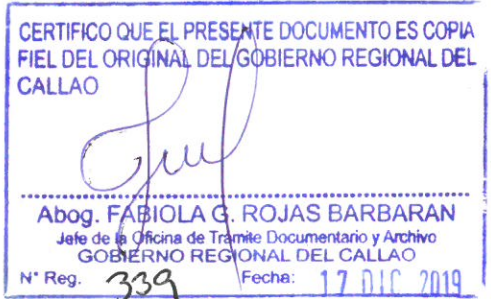 CERTIFICO QUE EL PRESENTE DOCUMENTO ES COPIA
FIEL DEL ORIGINAL DEL GOBIERNO REGIONAL DEL
CALLAO
Abog. FABIOLA G. ROJAS BARBARAN
Jefe de la Oficina de Tramite Documentario y Archivo
GOBIERNO REGIONAL DEL CALLAO
N° Reg. 339 Fecha: 17 DIC 2019